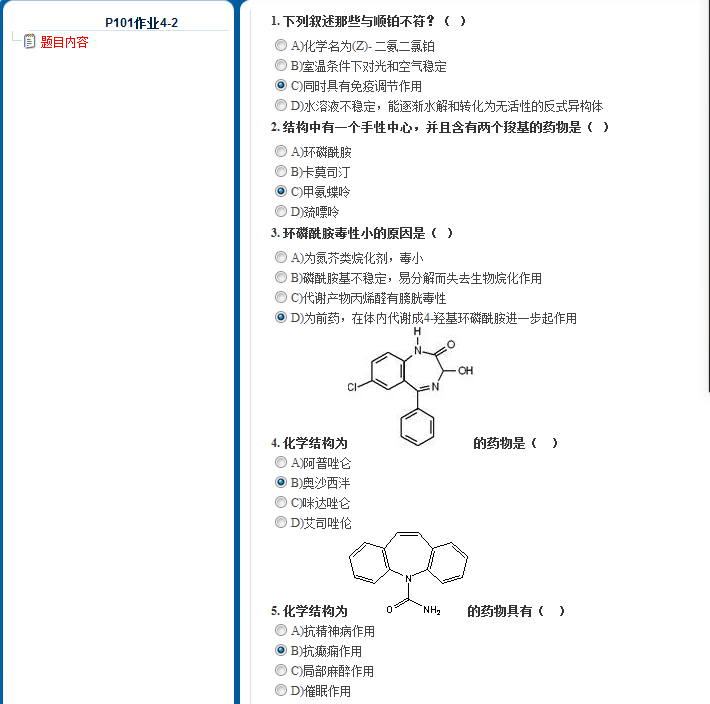 P101作业4-2
题目内容
1. 下列叙述那些与顺铂不符？（ ）
A)化学名为(Z)- 二氨二氯铂
B)室温条件下对光和空气稳定
C)同时具有免疫调节作用
D)水溶液不稳定，能逐渐水解和转化为无活性的反式异构体
2. 结构中有一个手性中心，并且含有两个羧基的药物是（ ）
A)环磷酰胺
B)卡莫司汀
C)甲氨蝶呤
D)巯嘌呤
3. 环磷酰胺毒性小的原因是（ ）
A)为氮芥类烷化剂，毒小
B)磷酰胺基不稳定，易分解而失去生物烷化作用
C)代谢产物丙烯醛有膀胱毒性
D)为前药，在体内代谢成4-羟基环磷酰胺进一步起作用
H
N
O
OH
N
Cl
4. 化学结构为 的药物是（ ）
A)阿普唑仑
B)奥沙西泮
C)咪达唑仑
D)艾司唑伦
N
O
NH2
5. 化学结构为 的药物具有（ ）
A)抗精神病作用
B)抗癫痫作用
C)局部麻醉作用
D)催眠作用